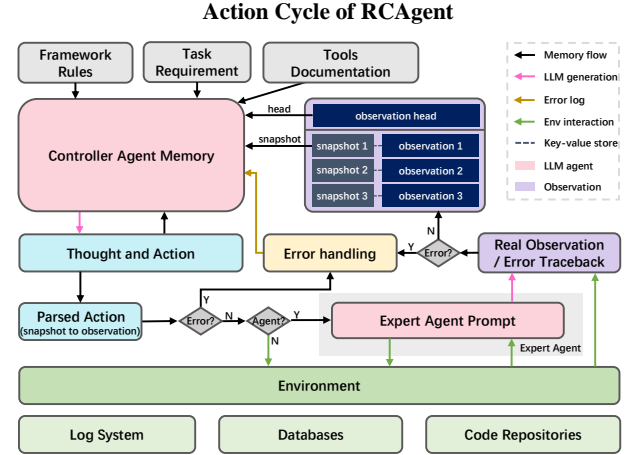 Action Cycle of RCAgent
Framework
Rules
Task
Requirement
Tools
Documentation
Memory flow
LLM generation
Error log
Env interaction
Key-value store
LLM agent
Observation
head
observation head
Controller Agent Memory
snapshot
snapshot 1
observation 1
snapshot 2
observation 2
snapshot 3
observation 3
N
Thought and Action
Error handling
Y
Error?
Real Observation
/ Error Traceback
Y
Parsed Action
(snapshot to observation)
Error?
N
Agent?
Y
N
Expert Agent Prompt
Expert Agent
Environment
Log System
Databases
Code Repositories